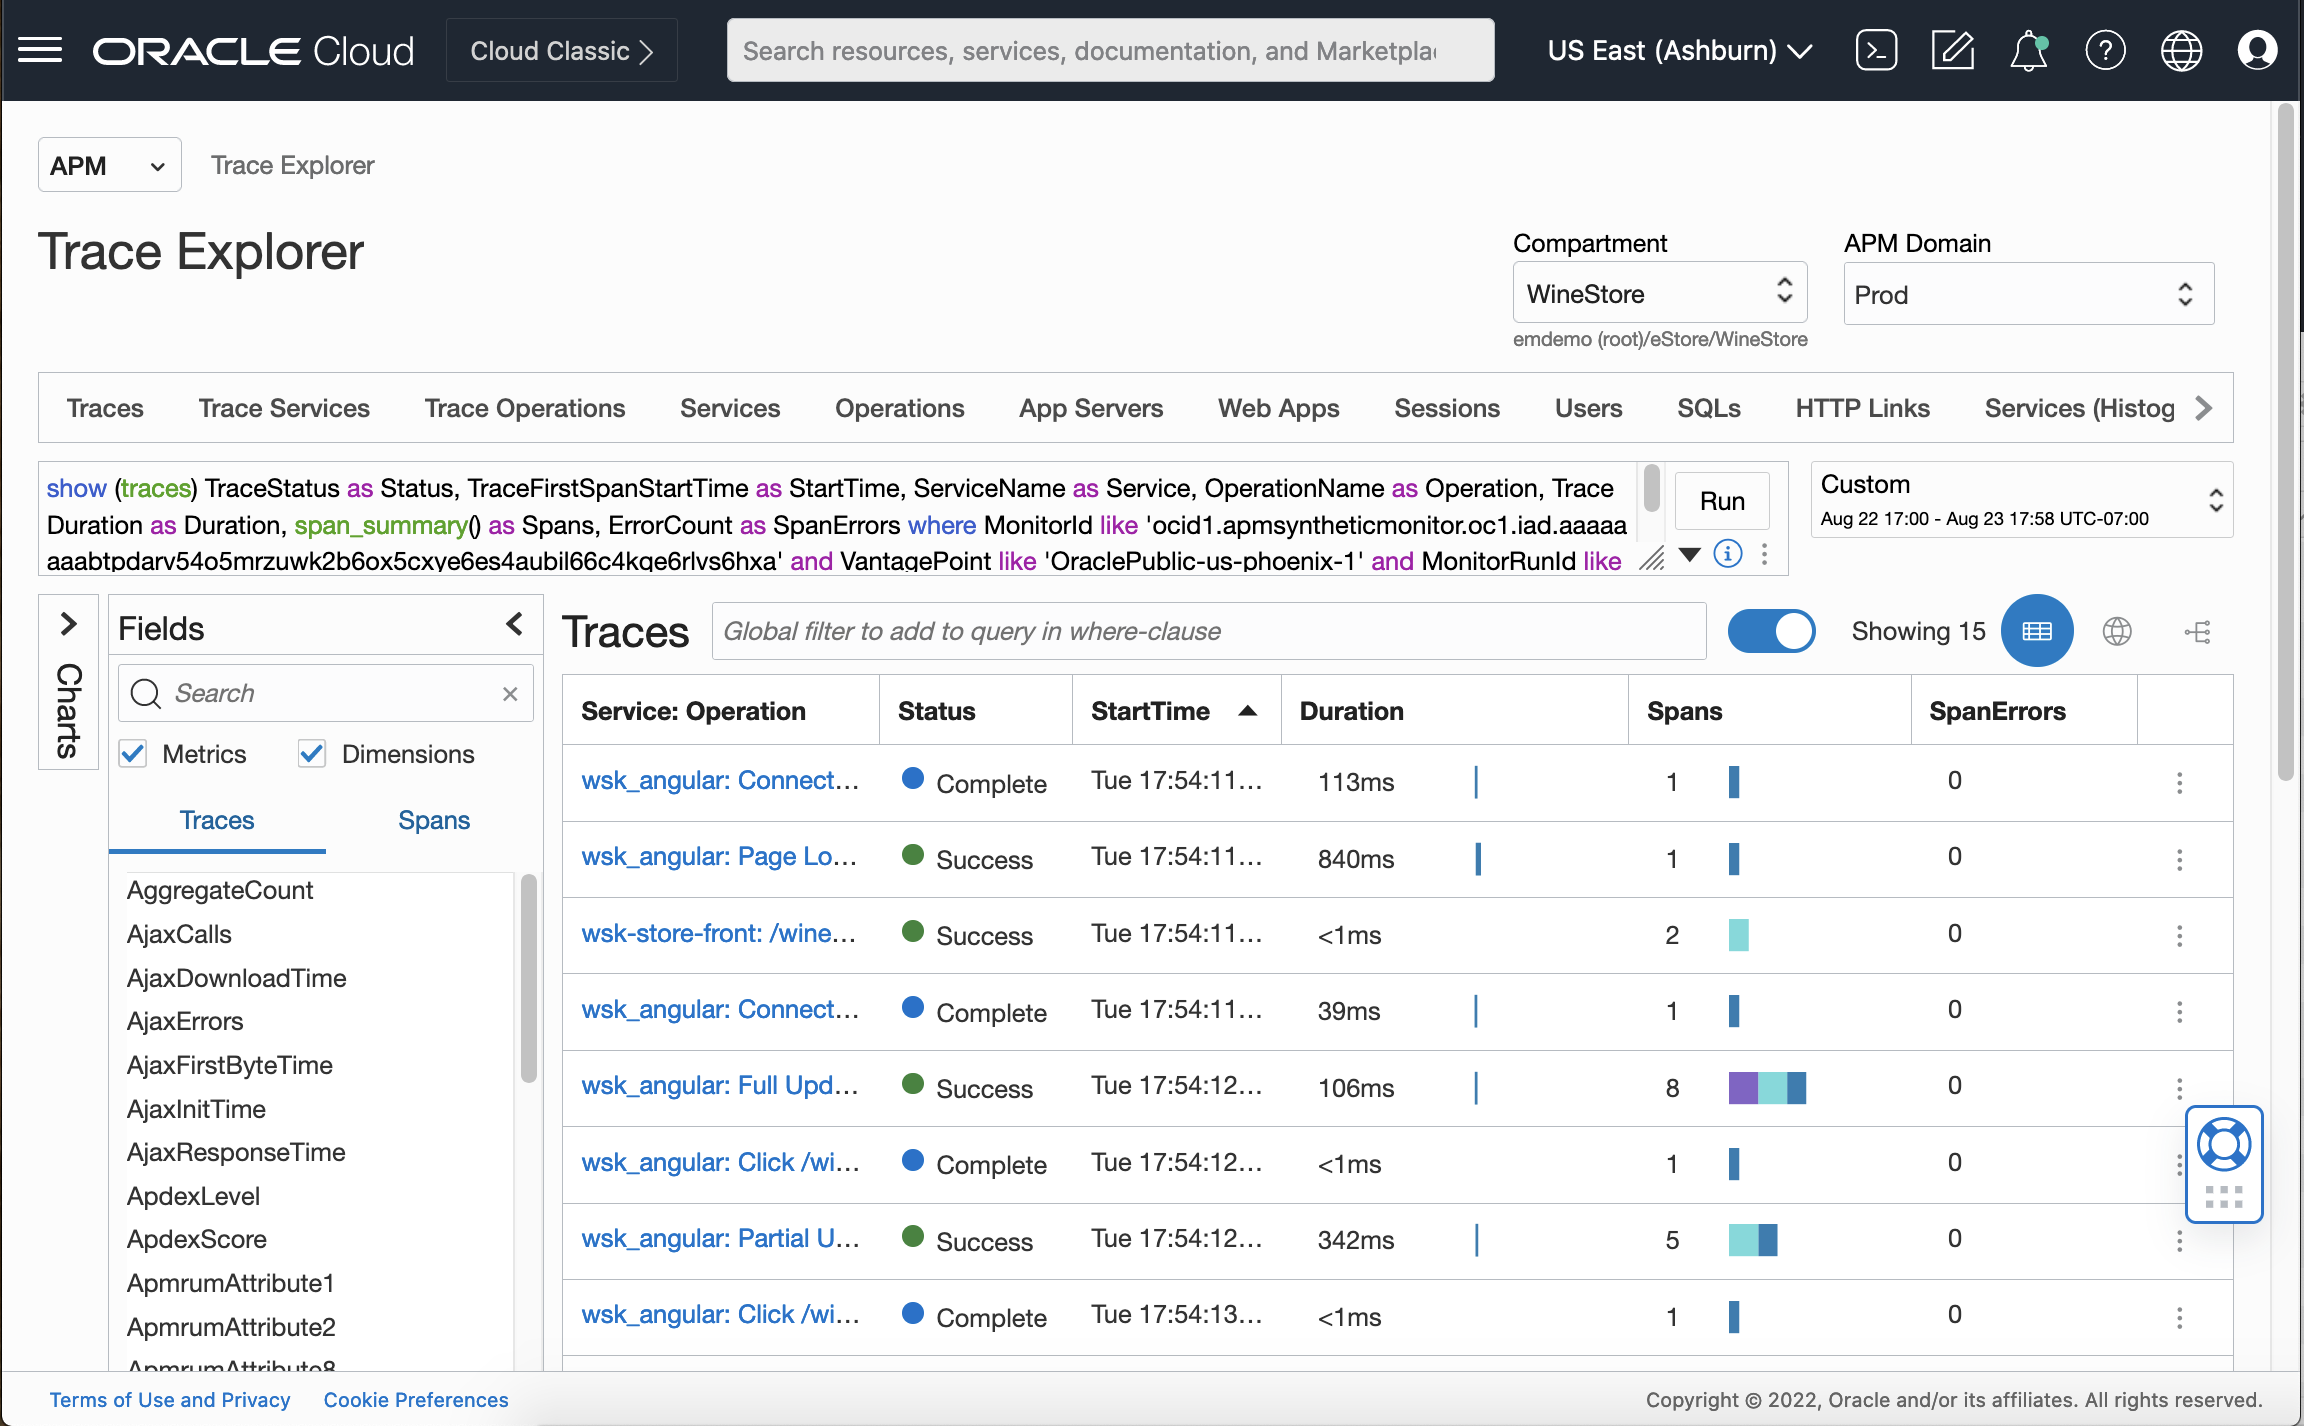 ORACLE Cloud
Cloud Classic
Search resources, services, documentation, and Marketpla
US East (Ashburn)
APM
Trace Explorer
Trace Explorer
Compartment
WineStore
emdemo (root)/eStore/WineStore
APM Domain
Prod
Traces Trace Services Trace Operations Services Operations App Servers Web Apps Sessions Users SQLs HTTP Links Services (Histog
show (traces) TraceStatus as Status, TraceFirstSpanStartTime as StartTime, ServiceName as Service, OperationName as Operation, Trace
Duration as Duration, span_summary() as Spans, ErrorCount as SpanErrors where MonitorId like 'ocid1.apmsyntheticmonitor.oc1.iad.aaaaa
aaabtpdarv54o5mrzuwk2b6ox5cxye6es4aubil66c4kqe6rlvs6hxa' and VantagePoint like 'OraclePublic-us-phoenix-1' and MonitorRunId like
Run
Custom
Aug 22 17:00 - Aug 23 17:58 UTC-07:00
Charts
Fields
Search
Metrics Dimensions
Traces Spans
AggregateCount
AjaxCalls
AjaxDownloadTime
AjaxErrors
AjaxFirstByteTime
AjaxInitTime
AjaxResponseTime
ApdexLevel
ApdexScore
ApmrumAttribute1
ApmrumAttribute2
ApmrumAttribute8
Traces
Global filter to add to query in where-clause
Showing 15
Service: Operation Status StartTime Duration Spans SpanErrors
wsk_angular: Connect... Complete Tue 17:54:11... 113ms 1 0
wsk_angular: Page Lo... Success Tue 17:54:11... 840ms 1 0
wsk-store-front: /wine... Success Tue 17:54:11... <1ms 2 0
wsk_angular: Connect... Complete Tue 17:54:11... 39ms 1 0
wsk_angular: Full Upd... Success Tue 17:54:12... 106ms 8 0
wsk_angular: Click /wi... Complete Tue 17:54:12... <1ms 1 0
wsk_angular: Partial U... Success Tue 17:54:12... 342ms 5 0
wsk_angular: Click /wi... Complete Tue 17:54:13... <1ms 1 0
Terms of Use and Privacy Cookie Preferences
Copyright © 2022, Oracle and/or its affiliates. All rights reserved.